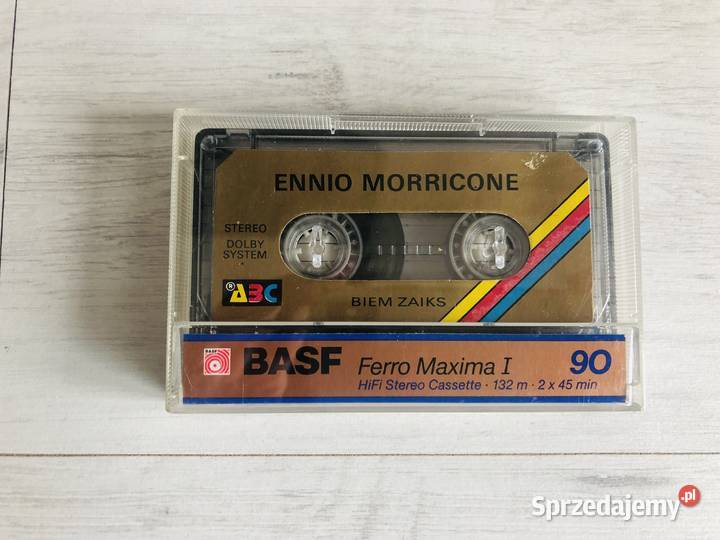 ENNIO MORRICONE
STEREO
DOLBY
SYSTEM
® ABC
BIEM ZAIKS
BASF
BASF Ferro Maxima I 90
HiFi Stereo Cassette · 132 m · 2 x 45 min
Sprzedajemy.pl